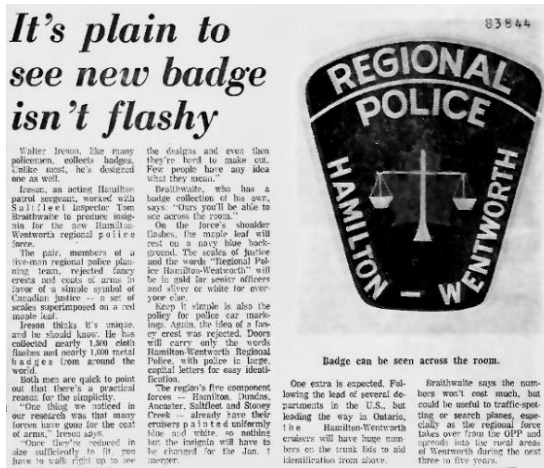 It's plain to
see new badge
isn't flashy
Walter Ireson, like many
policemen, collects badges.
Unlike most, he's designed
one as well.
Ireson, an acting Hamilton
patrol sergeant, worked with
Saltfleet Inspector Tom
Braithwaite to produce insig-
nia for the new Hamilton-
Wentworth regional police
force.
The pair, members of a
five-man regional police plan-
ning team, rejected fancy
crests and coats of arms in
favor of a simple symbol of
Canadian justice — a set of
scales superimposed on a red
maple leaf.
Ireson thinks it's unique,
and he should know. He has
collected nearly 1,500 cloth
flashes and nearly 1,000 metal
badges from around the
world.
Both men are quick to point
out that there's a practical
reason for the simplicity.
"One thing we noticed in
our research was that many
forces have gone for the coat
of arms," Ireson says.
"Once they're reduced in
size sufficiently to fit, you
have to walk right up to see
the designs and even then
they're hard to make out.
Few people have any idea
what they mean."
Braithwaite, who has a
badge collection of his own,
says: "Ours you'll be able to
see across the room."
On the force's shoulder
flashes, the maple leaf will
rest on a navy blue back-
ground. The scales of justice
and the words "Regional Pol-
ice Hamilton-Wentworth" will
be in gold for senior officers
and silver or white for every-
one else.
Keep it simple is also the
policy for police car mark-
ings. Again, the idea of a fan-
cy crest was rejected. Doors
will carry only the words
Hamilton-Wentworth Regional
Police, with police in large,
capital letters for easy identi-
fication.
The region's five component
forces — Hamilton, Dundas,
Ancaster, Saltfleet and Stoney
Creek — already have their
cruisers painted uniformly
blue and white, so nothing
but the insignia will have to
be changed for the Jan. 1
merger.
83844
REGIONAL
POLICE
HAMILTON — WENTWORTH
Badge can be seen across the room.
One extra is expected. Fol-
lowing the lead of several de-
partments in the U.S., but
leading the way in Ontario,
the Hamilton-Wentworth
cruisers will have huge num-
bers on the trunk lids to aid
identification from above.
Braithwaite says the num-
bers won't cost much, but
could be useful to traffic-spot-
ting or search planes, espe-
cially as the regional force
takes over from the OPP and
spreads into the rural areas
of Wentworth during the next
three to five years.